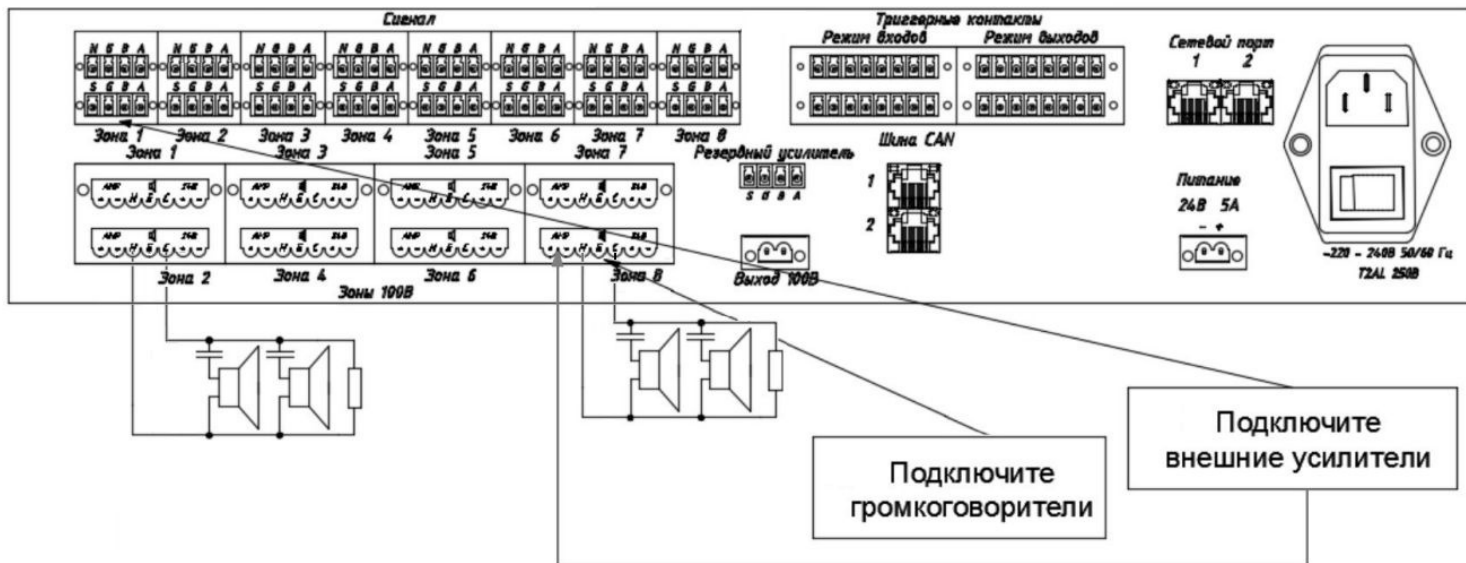 Сигнал
Триггерные контакты
Режим входов
Режим выходов
Сетевой порт
1 2
N G B A N G B A N G B A N G B A N G B A N G B A N G B A N G B A
S G B A S G B A S G B A S G B A S G B A S G B A S G B A S G B A
Зона 1 Зона 2 Зона 3 Зона 4 Зона 5 Зона 6 Зона 7 Зона 8
Зона 1 Зона 3 Зона 5 Зона 7
Резервный усилитель
S G B A
Шина CAN
1
2
Питание
24В 5А
- +
~220 - 240В 50/60 Гц
T2AL 250В
Выход 100В
Зона 2 Зона 4 Зона 6 Зона 8
Зоны 100В
Подключите
громкоговорители
Подключите
внешние усилители